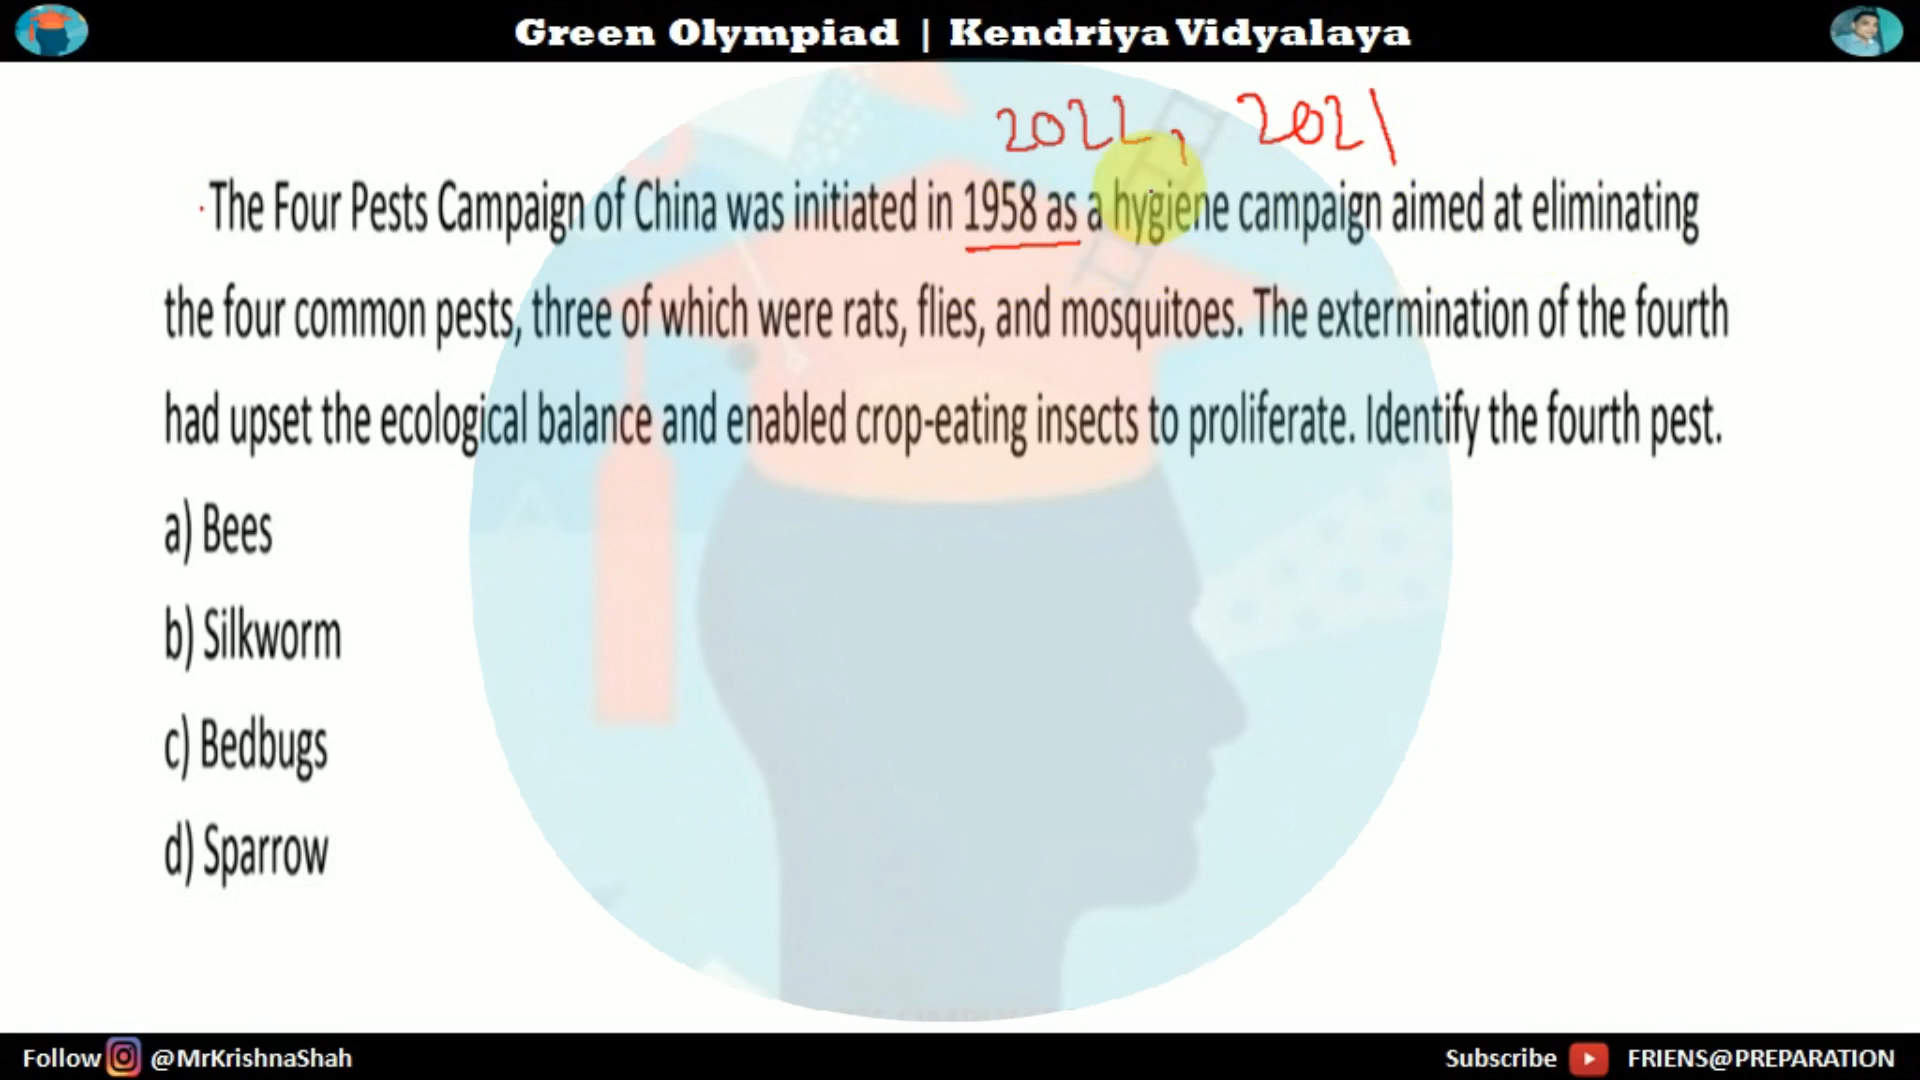 Green Olympiad | Kendriya Vidyalaya
2022, 2021
The Four Pests Campaign of China was initiated in 1958 as a hygiene campaign aimed at eliminating
the four common pests, three of which were rats, flies, and mosquitoes. The extermination of the fourth
had upset the ecological balance and enabled crop-eating insects to proliferate. Identify the fourth pest.
a) Bees
b) Silkworm
c) Bedbugs
d) Sparrow
Follow @MrKrishnaShah
Subscribe FRIENS@PREPARATION